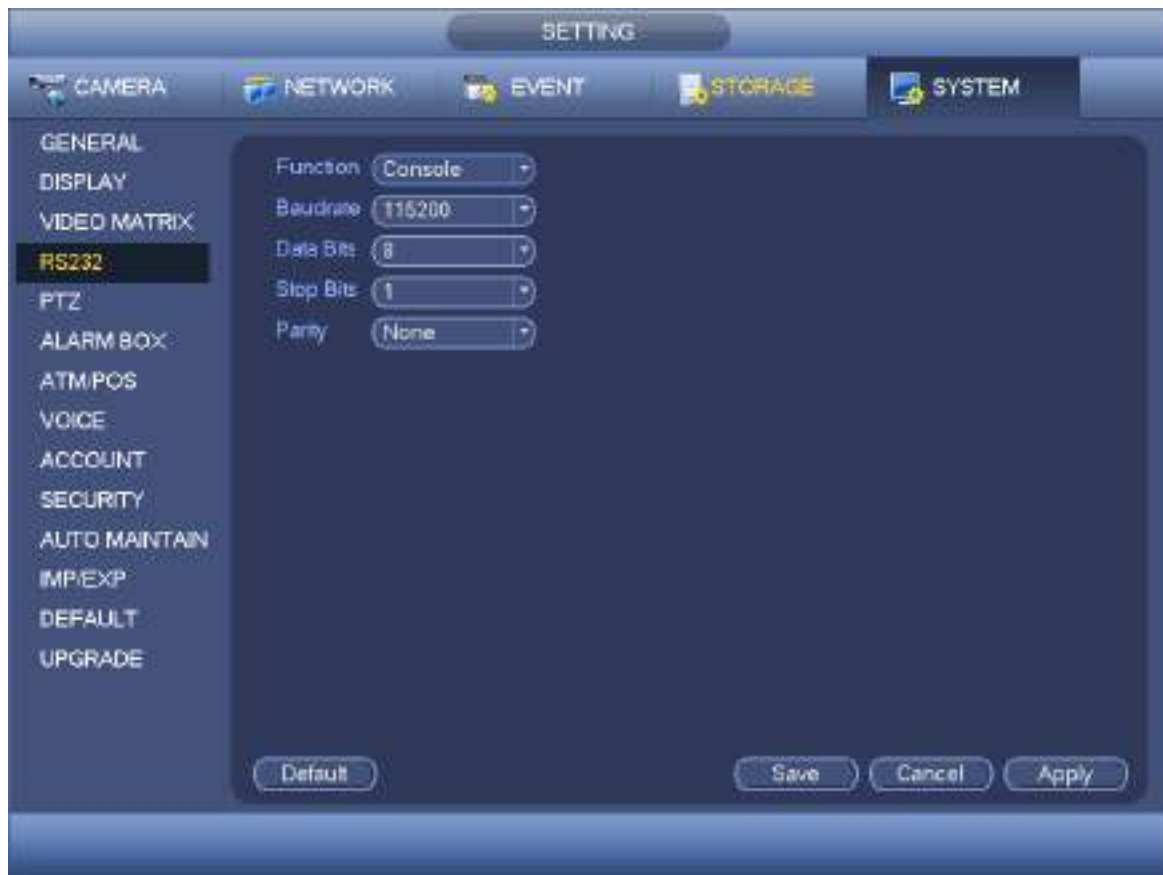 SETTING
CAMERA NETWORK EVENT STORAGE SYSTEM
GENERAL
DISPLAY
VIDEO MATRIX
RS232
PTZ
ALARM BOX
ATM/POS
VOICE
ACCOUNT
SECURITY
AUTO MAINTAIN
IMP/EXP
DEFAULT
UPGRADE
Function Console
Baudrate 115200
Data Bits 8
Stop Bits 1
Parity None
Default Save Cancel Apply